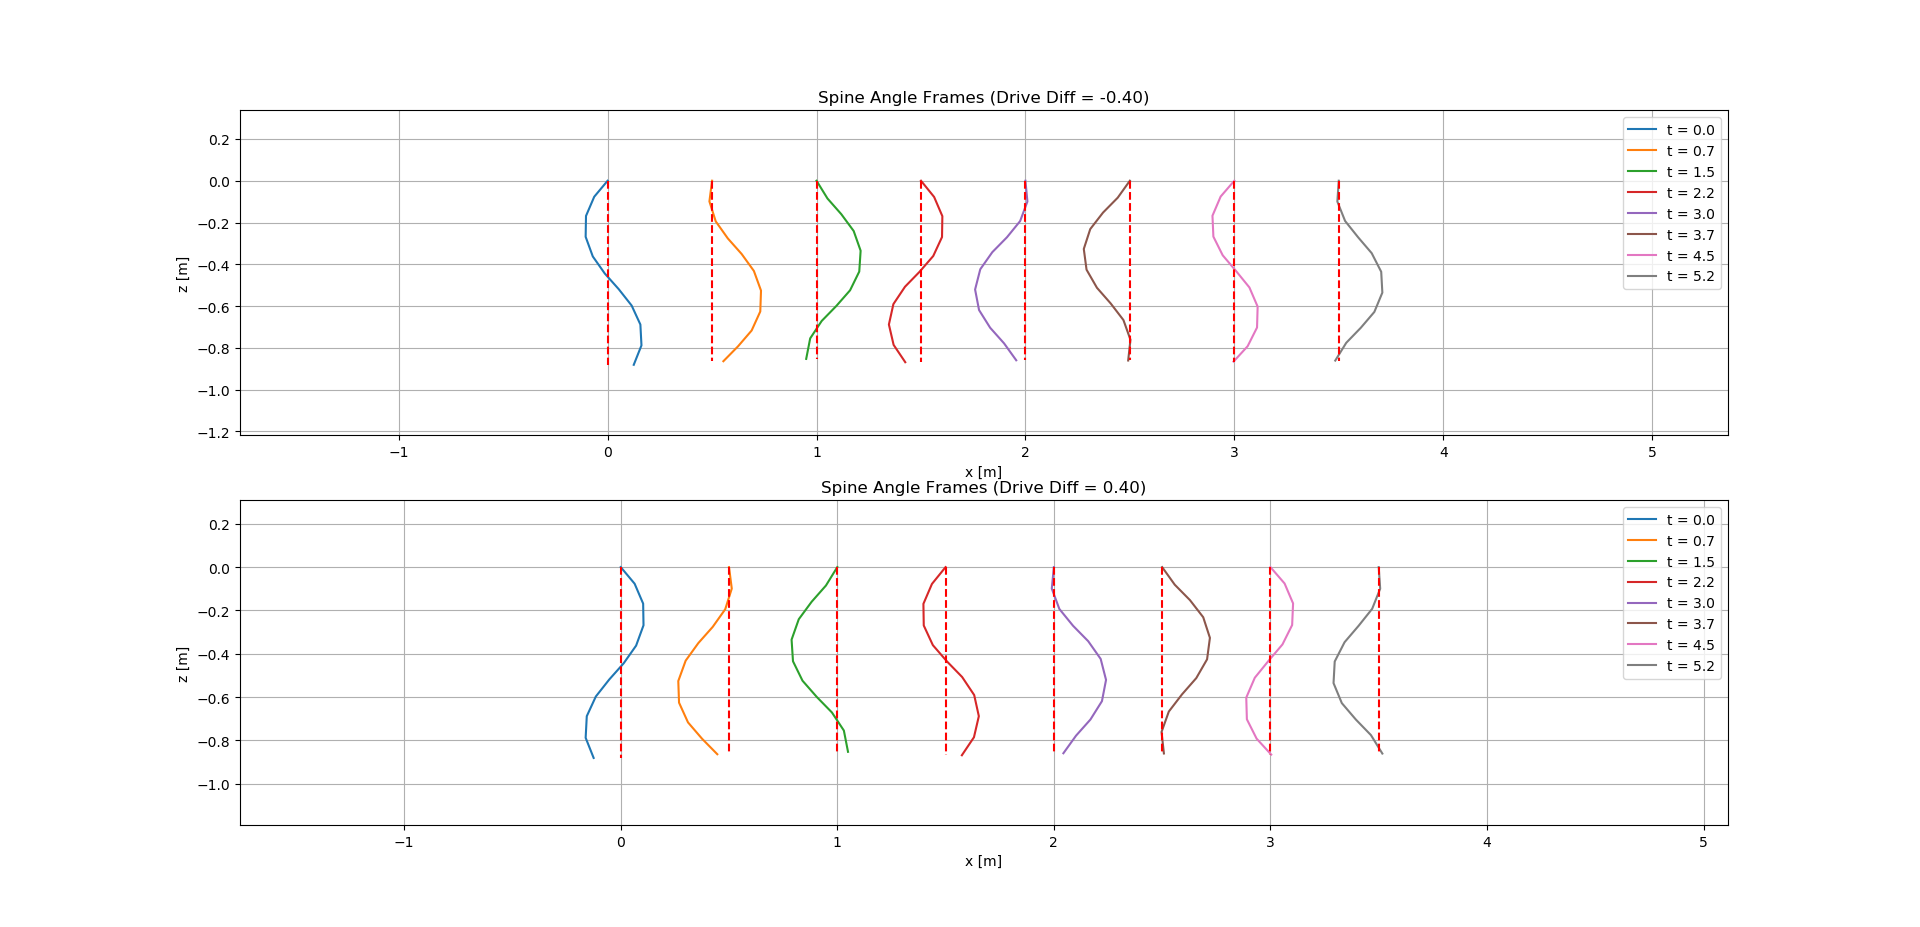 Spine Angle Frames (Drive Diff = -0.40)
z [m]
0.2
0.0
−0.2
−0.4
−0.6
−0.8
−1.0
−1.2
t = 0.0
t = 0.7
t = 1.5
t = 2.2
t = 3.0
t = 3.7
t = 4.5
t = 5.2
−1 0 1 2 3 4 5
x [m]
Spine Angle Frames (Drive Diff = 0.40)
z [m]
0.2
0.0
−0.2
−0.4
−0.6
−0.8
−1.0
t = 0.0
t = 0.7
t = 1.5
t = 2.2
t = 3.0
t = 3.7
t = 4.5
t = 5.2
−1 0 1 2 3 4 5
x [m]